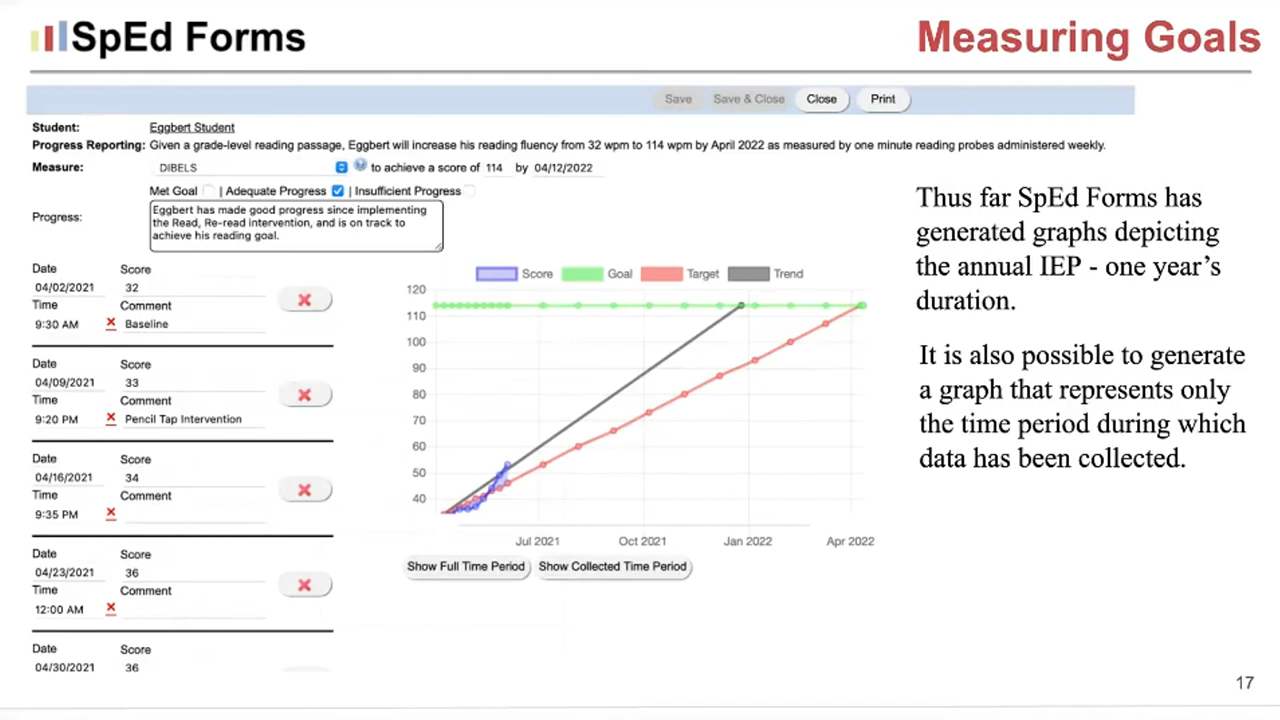 SpEd Forms
Measuring Goals
Save Save & Close Close Print
Student: Eggbert Student
Progress Reporting: Given a grade-level reading passage, Eggbert will increase his reading fluency from 32 wpm to 114 wpm by April 2022 as measured by one minute reading probes administered weekly.
Measure: DIBELS to achieve a score of 114 by 04/12/2022
Met Goal | Adequate Progress | Insufficient Progress
Progress:
Eggbert has made good progress since implementing
the Read, Re-read intervention, and is on track to
achieve his reading goal.
Date Score
04/02/2021 32
Time Comment
9:30 AM Baseline
Date Score
04/09/2021 33
Time Comment
9:20 PM Pencil Tap Intervention
Date Score
04/16/2021 34
Time Comment
9:35 PM
Date Score
04/23/2021 36
Time Comment
12:00 AM
Date Score
04/30/2021 36
Score Goal Target Trend
120
110
100
90
80
70
60
50
40
Jul 2021 Oct 2021 Jan 2022 Apr 2022
Show Full Time Period Show Collected Time Period
Thus far SpEd Forms has
generated graphs depicting
the annual IEP - one year’s
duration.
It is also possible to generate
a graph that represents only
the time period during which
data has been collected.
17